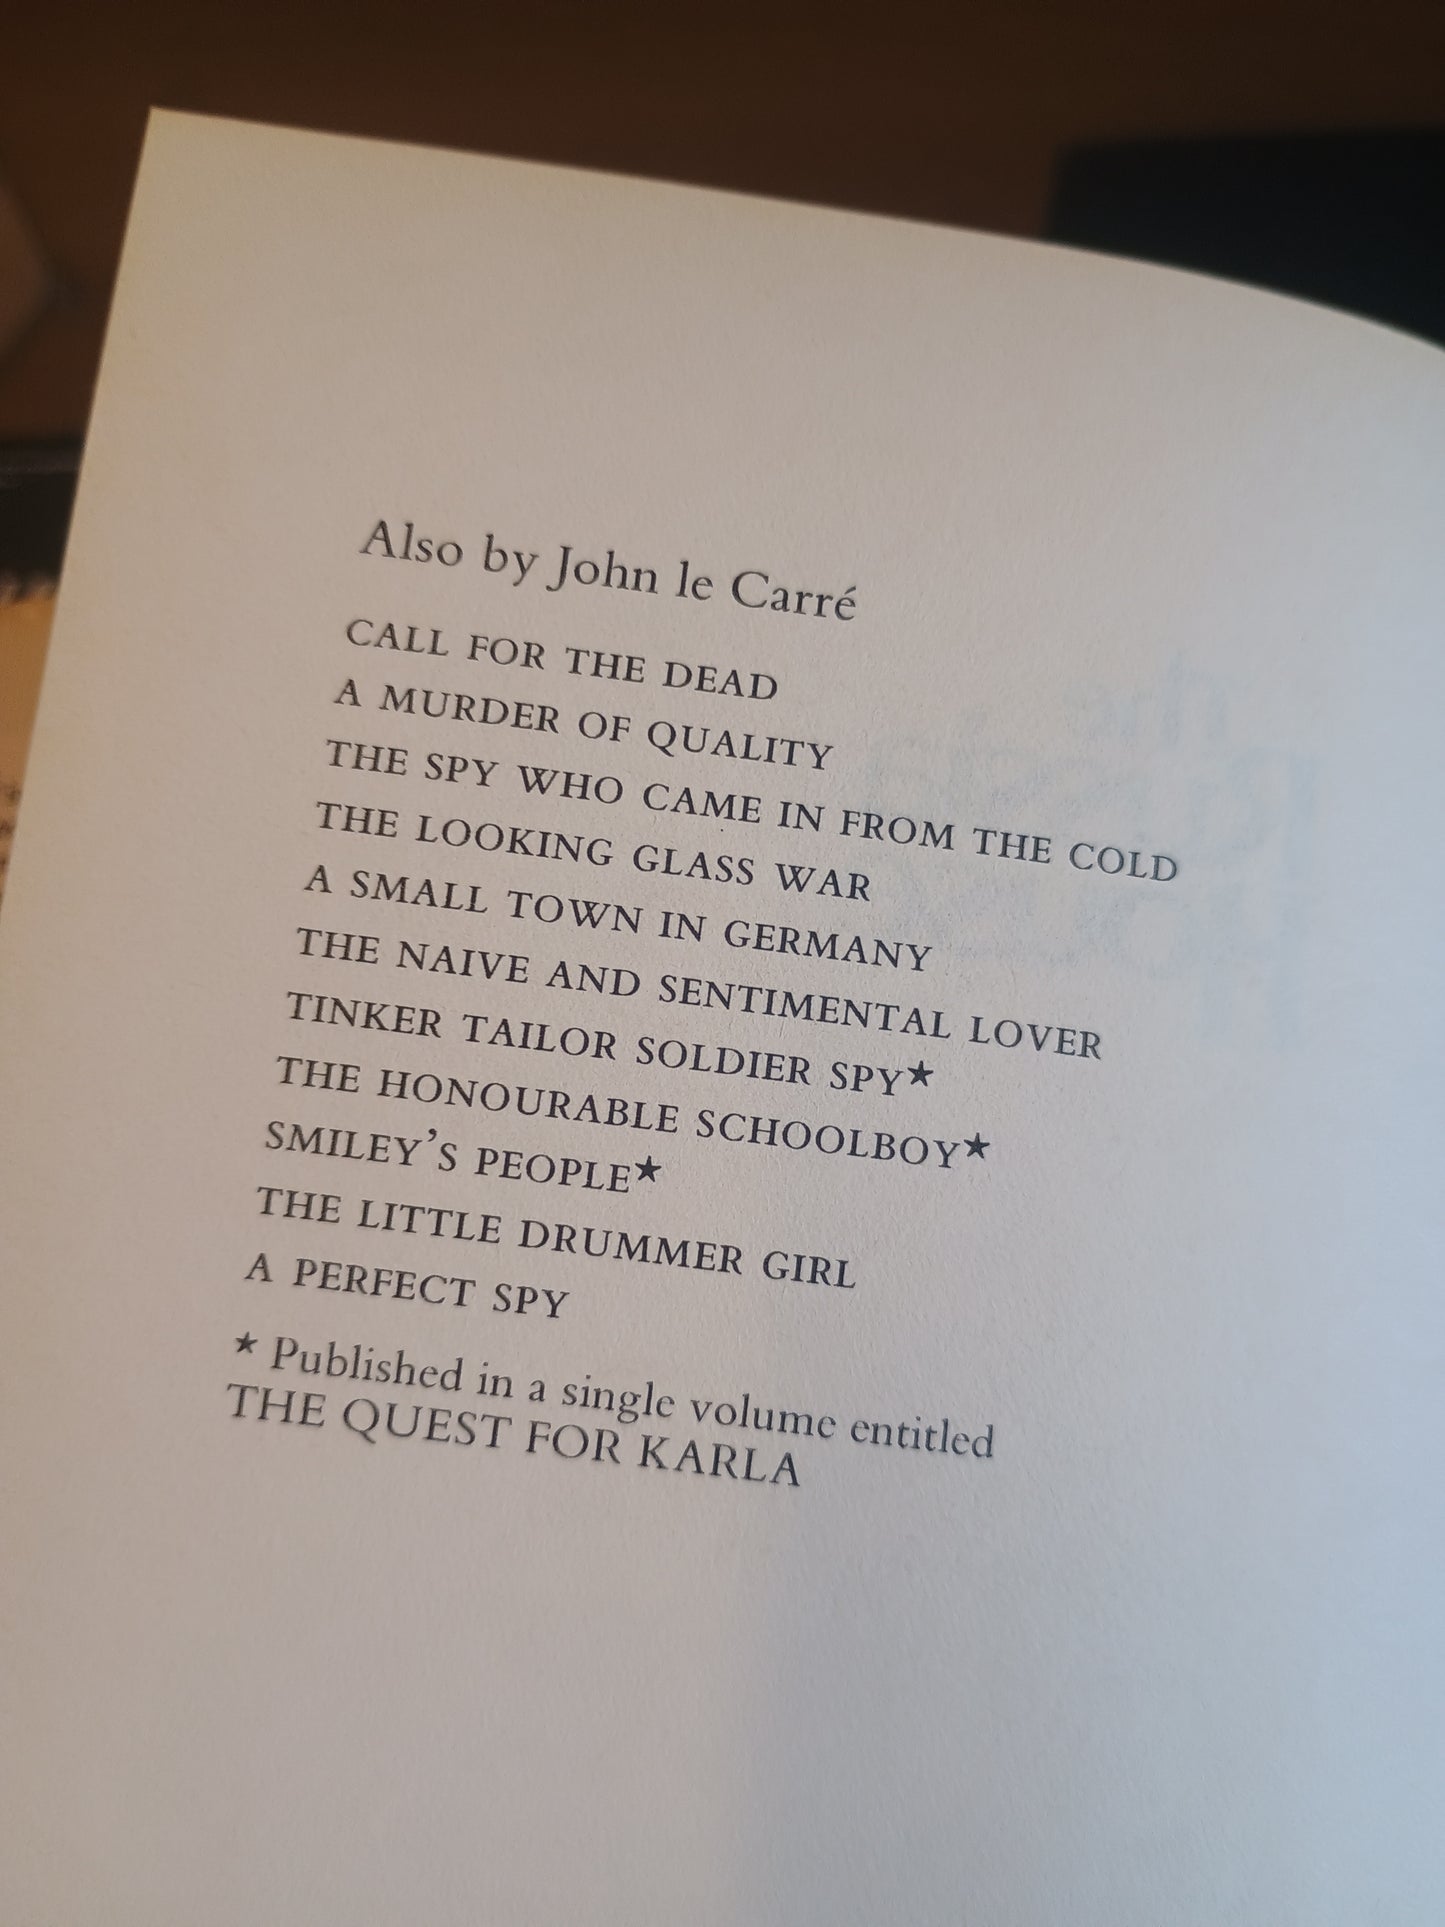 Also by John le Carré
CALL FOR THE DEAD
A MURDER OF QUALITY
THE SPY WHO CAME IN FROM THE COLD
THE LOOKING GLASS WAR
A SMALL TOWN IN GERMANY
THE NAIVE AND SENTIMENTAL LOVER
TINKER TAILOR SOLDIER SPY★
THE HONOURABLE SCHOOLBOY★
SMILEY’S PEOPLE★
THE LITTLE DRUMMER GIRL
A PERFECT SPY
★ Published in a single volume entitled
THE QUEST FOR KARLA